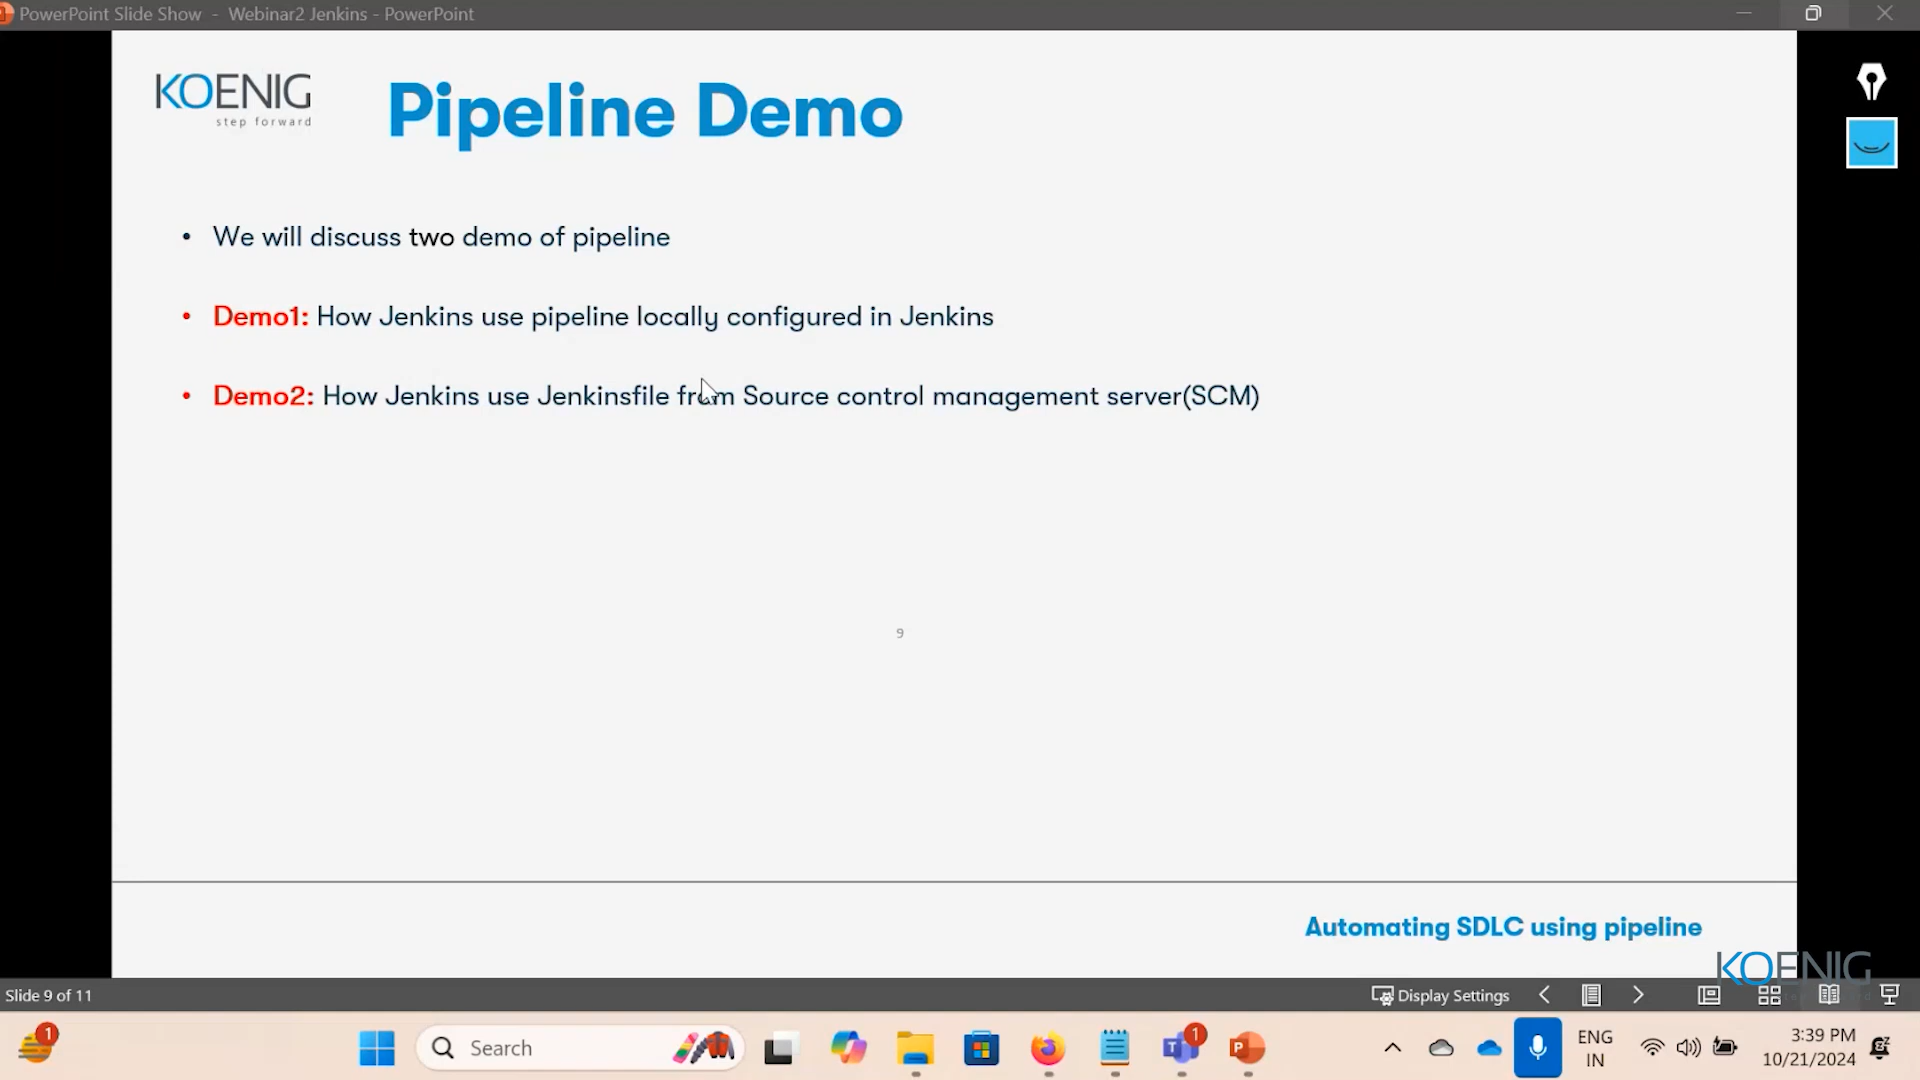 PowerPoint Slide Show - Webinar2 Jenkins - PowerPoint
KOENIG
step forward
Pipeline Demo
• We will discuss two demo of pipeline
• Demo1: How Jenkins use pipeline locally configured in Jenkins
• Demo2: How Jenkins use Jenkinsfile from Source control management server(SCM)
9
Automating SDLC using pipeline
KOENIG
Slide 9 of 11
Display Settings
1
Search
1
ENG
IN
3:39 PM
10/21/2024